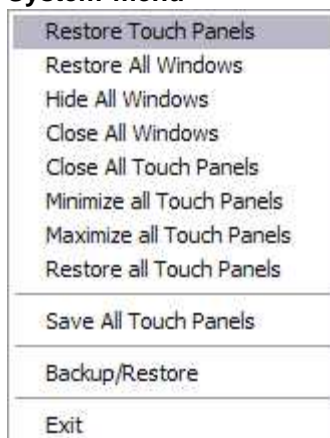 System menu
Restore Touch Panels
Restore All Windows
Hide All Windows
Close All Windows
Close All Touch Panels
Minimize all Touch Panels
Maximize all Touch Panels
Restore all Touch Panels
Save All Touch Panels
Backup/Restore
Exit